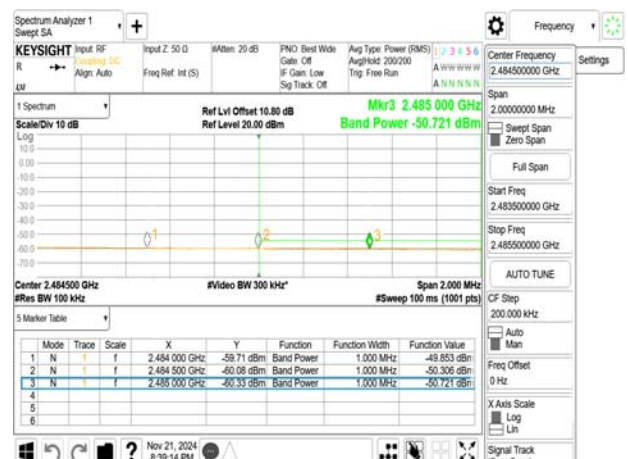 Spectrum Analyzer 1
Swept SA
Frequency
KEYSIGHT Input: RF Input Z: 50 Ω #Atten: 20 dB PNO: Best Wide Avg Type: Power (RMS) 1 2 3 4 5 6
R Coupling: DC Gate: Off Avg|Hold: 200/200 A W W W W W
Align: Auto Freq Ref: Int (S) IF Gain: Low Trig: Free Run
Sig Track: Off A N N N N N
Center Frequency
2.484500000 GHz
Settings
Span
2.00000000 MHz
Swept Span
Zero Span
Full Span
Start Freq
2.483500000 GHz
Stop Freq
2.485500000 GHz
AUTO TUNE
CF Step
200.000 kHz
Auto
Man
Freq Offset
0 Hz
X Axis Scale
Log
Lin
Signal Track
1 Spectrum
Scale/Div 10 dB
Log
Ref Lvl Offset 10.80 dB
Ref Level 20.00 dBm
Mkr3 2.485 000 GHz
Band Power -50.721 dBm
10.0
0.00
-10.0
-20.0
-30.0
-40.0
-50.0
-60.0
-70.0
1
2
3
Center 2.484500 GHz #Video BW 300 kHz* Span 2.000 MHz
#Res BW 100 kHz #Sweep 100 ms (1001 pts)
5 Marker Table
Mode Trace Scale X Y Function Function Width Function Value
1 N 1 f 2.484 000 GHz -59.71 dBm Band Power 1.000 MHz -49.853 dBm
2 N 1 f 2.484 500 GHz -60.08 dBm Band Power 1.000 MHz -50.306 dBm
3 N 1 f 2.485 000 GHz -60.33 dBm Band Power 1.000 MHz -50.721 dBm
4
5
6
Nov 21, 2024
8:39:14 PM